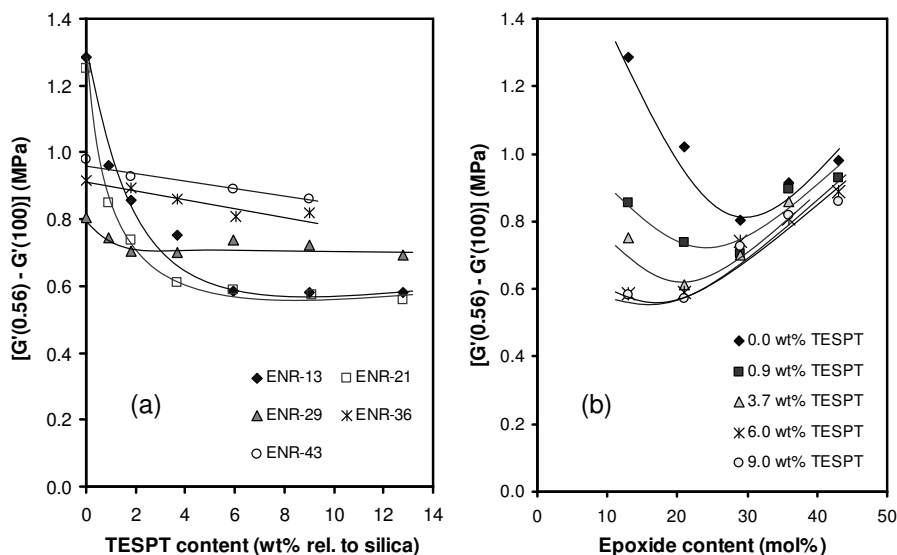 [G'(0.56) - G'(100)] (MPa)
1.4
1.2
1.0
0.8
0.6
0.4
0.2
0.0
ENR-13 ENR-21
ENR-29 ENR-36
ENR-43
(a)
0 2 4 6 8 10 12 14
TESPT content (wt% rel. to silica)
[G'(0.56) - G'(100)] (MPa)
1.4
1.2
1.0
0.8
0.6
0.4
0.2
0.0
0.0 wt% TESPT
0.9 wt% TESPT
3.7 wt% TESPT
6.0 wt% TESPT
9.0 wt% TESPT
(b)
0 10 20 30 40 50
Epoxide content (mol%)